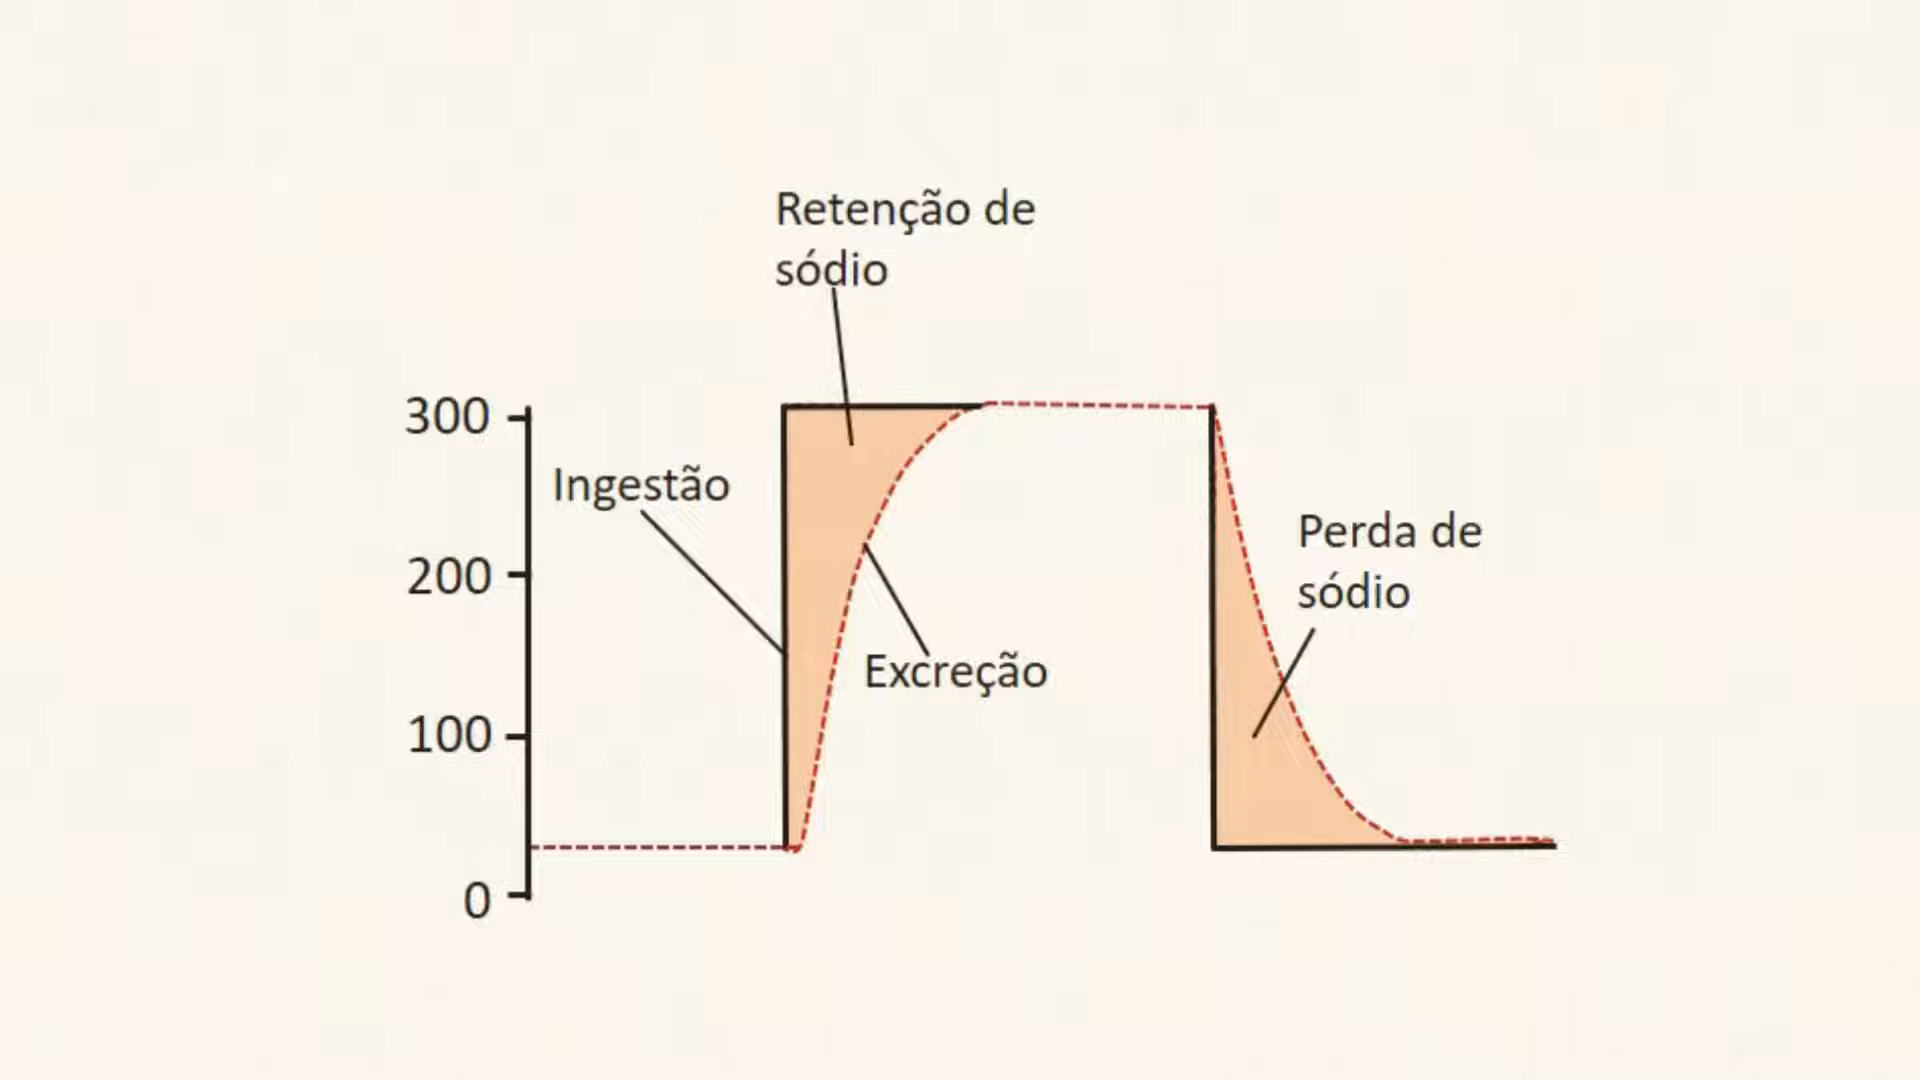 Retenção de
sódio
300
Ingestão
Perda de
sódio
200
Excreção
100
0